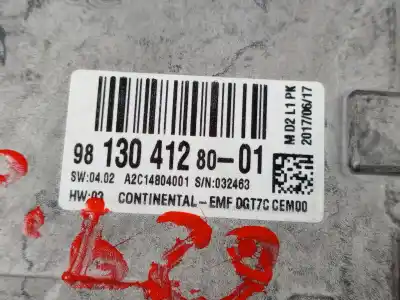 98 130 412 80-01
SW:04.02 A2C14804001 S/N:032463
HW:03 CONTINENTAL-EMF DGT7C CEM00
M D2 L1 PK
2017/06/17